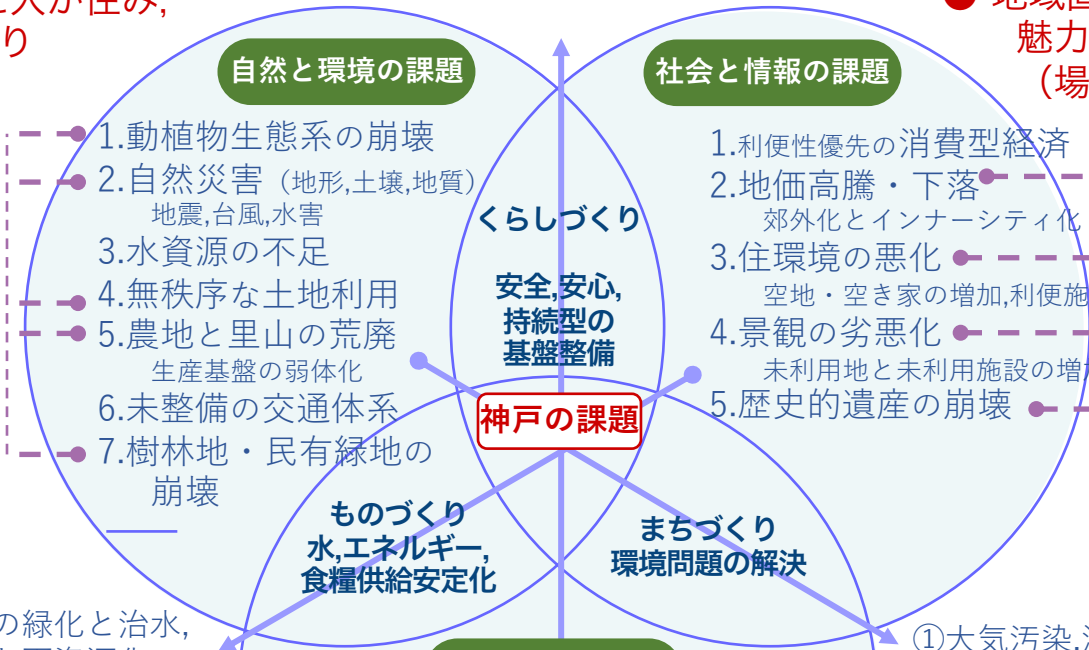 人が住み,
り
地域
魅力
（場
自然と環境の課題
1.動植物生態系の崩壊
2.自然災害（地形,土壌,地質）
地震,台風,水害
3.水資源の不足
4.無秩序な土地利用
5.農地と里山の荒廃
生産基盤の弱体化
6.未整備の交通体系
7.樹林地・民有緑地の
崩壊
社会と情報の課題
1.利便性優先の消費型経済
2.地価高騰・下落
郊外化とインナーシティ化
3.住環境の悪化
空地・空き家の増加,利便施
4.景観の劣悪化
未利用地と未利用施設の増
5.歴史的遺産の崩壊
くらしづくり
安全,安心,
持続型の
基盤整備
神戸の課題
ものづくり
水,エネルギー,
食糧供給安定化
まちづくり
環境問題の解決
の緑化と治水,
①大気汚染,